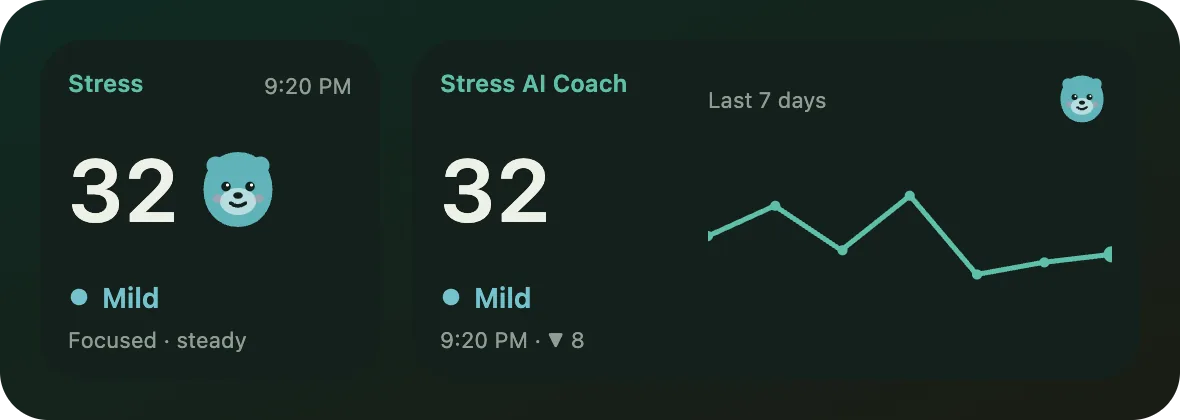 Stress
9:20 PM
32
Mild
Focused · steady
Stress AI Coach
32
Mild
9:20 PM · ▼ 8
Last 7 days